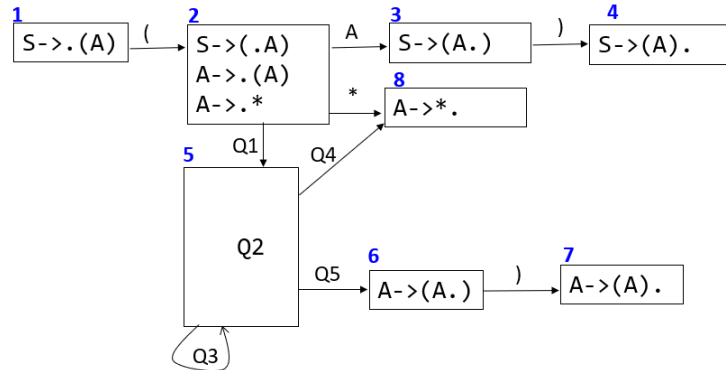 1
S->.(A)
(
2
S->(.A)
A->.(A)
A->.*
A
3
S->(A.)
)
4
S->(A).
*
8
A->*.
Q1
Q4
5
Q2
Q5
6
A->(A.)
)
7
A->(A).
Q3